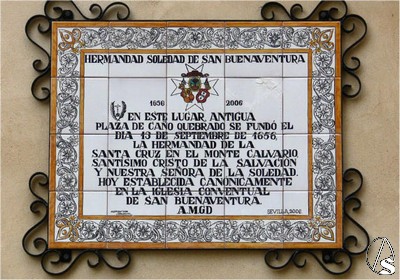 HERMANDAD SOLEDAD DE SAN BUENAVENTURA
1656 2006
EN ESTE LUGAR, ANTIGUA
PLAZA DE CAÑO QUEBRADO SE FUNDÓ EL
DIA 13 DE SEPTIEMBRE DE 1656,
LA HERMANDAD DE LA
SANTA CRUZ EN EL MONTE CALVARIO,
SANTISIMO CRISTO DE LA SALVACIÓN
Y NUESTRA SEÑORA DE LA SOLEDAD.
HOY ESTABLECIDA CANÓNICAMENTE
EN LA IGLESIA CONVENTUAL
DE SAN BUENAVENTURA.
A.M.G.D
SEVILLA, 2006